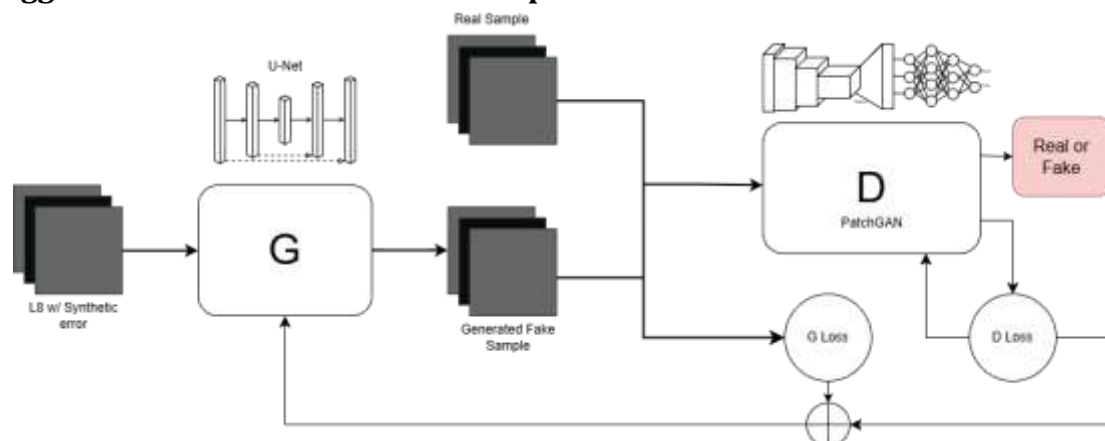 Real Sample
U-Net
G
L8 w/ Synthetic
error
Generated Fake
Sample
D
PatchGAN
Real or
Fake
G Loss
D Loss